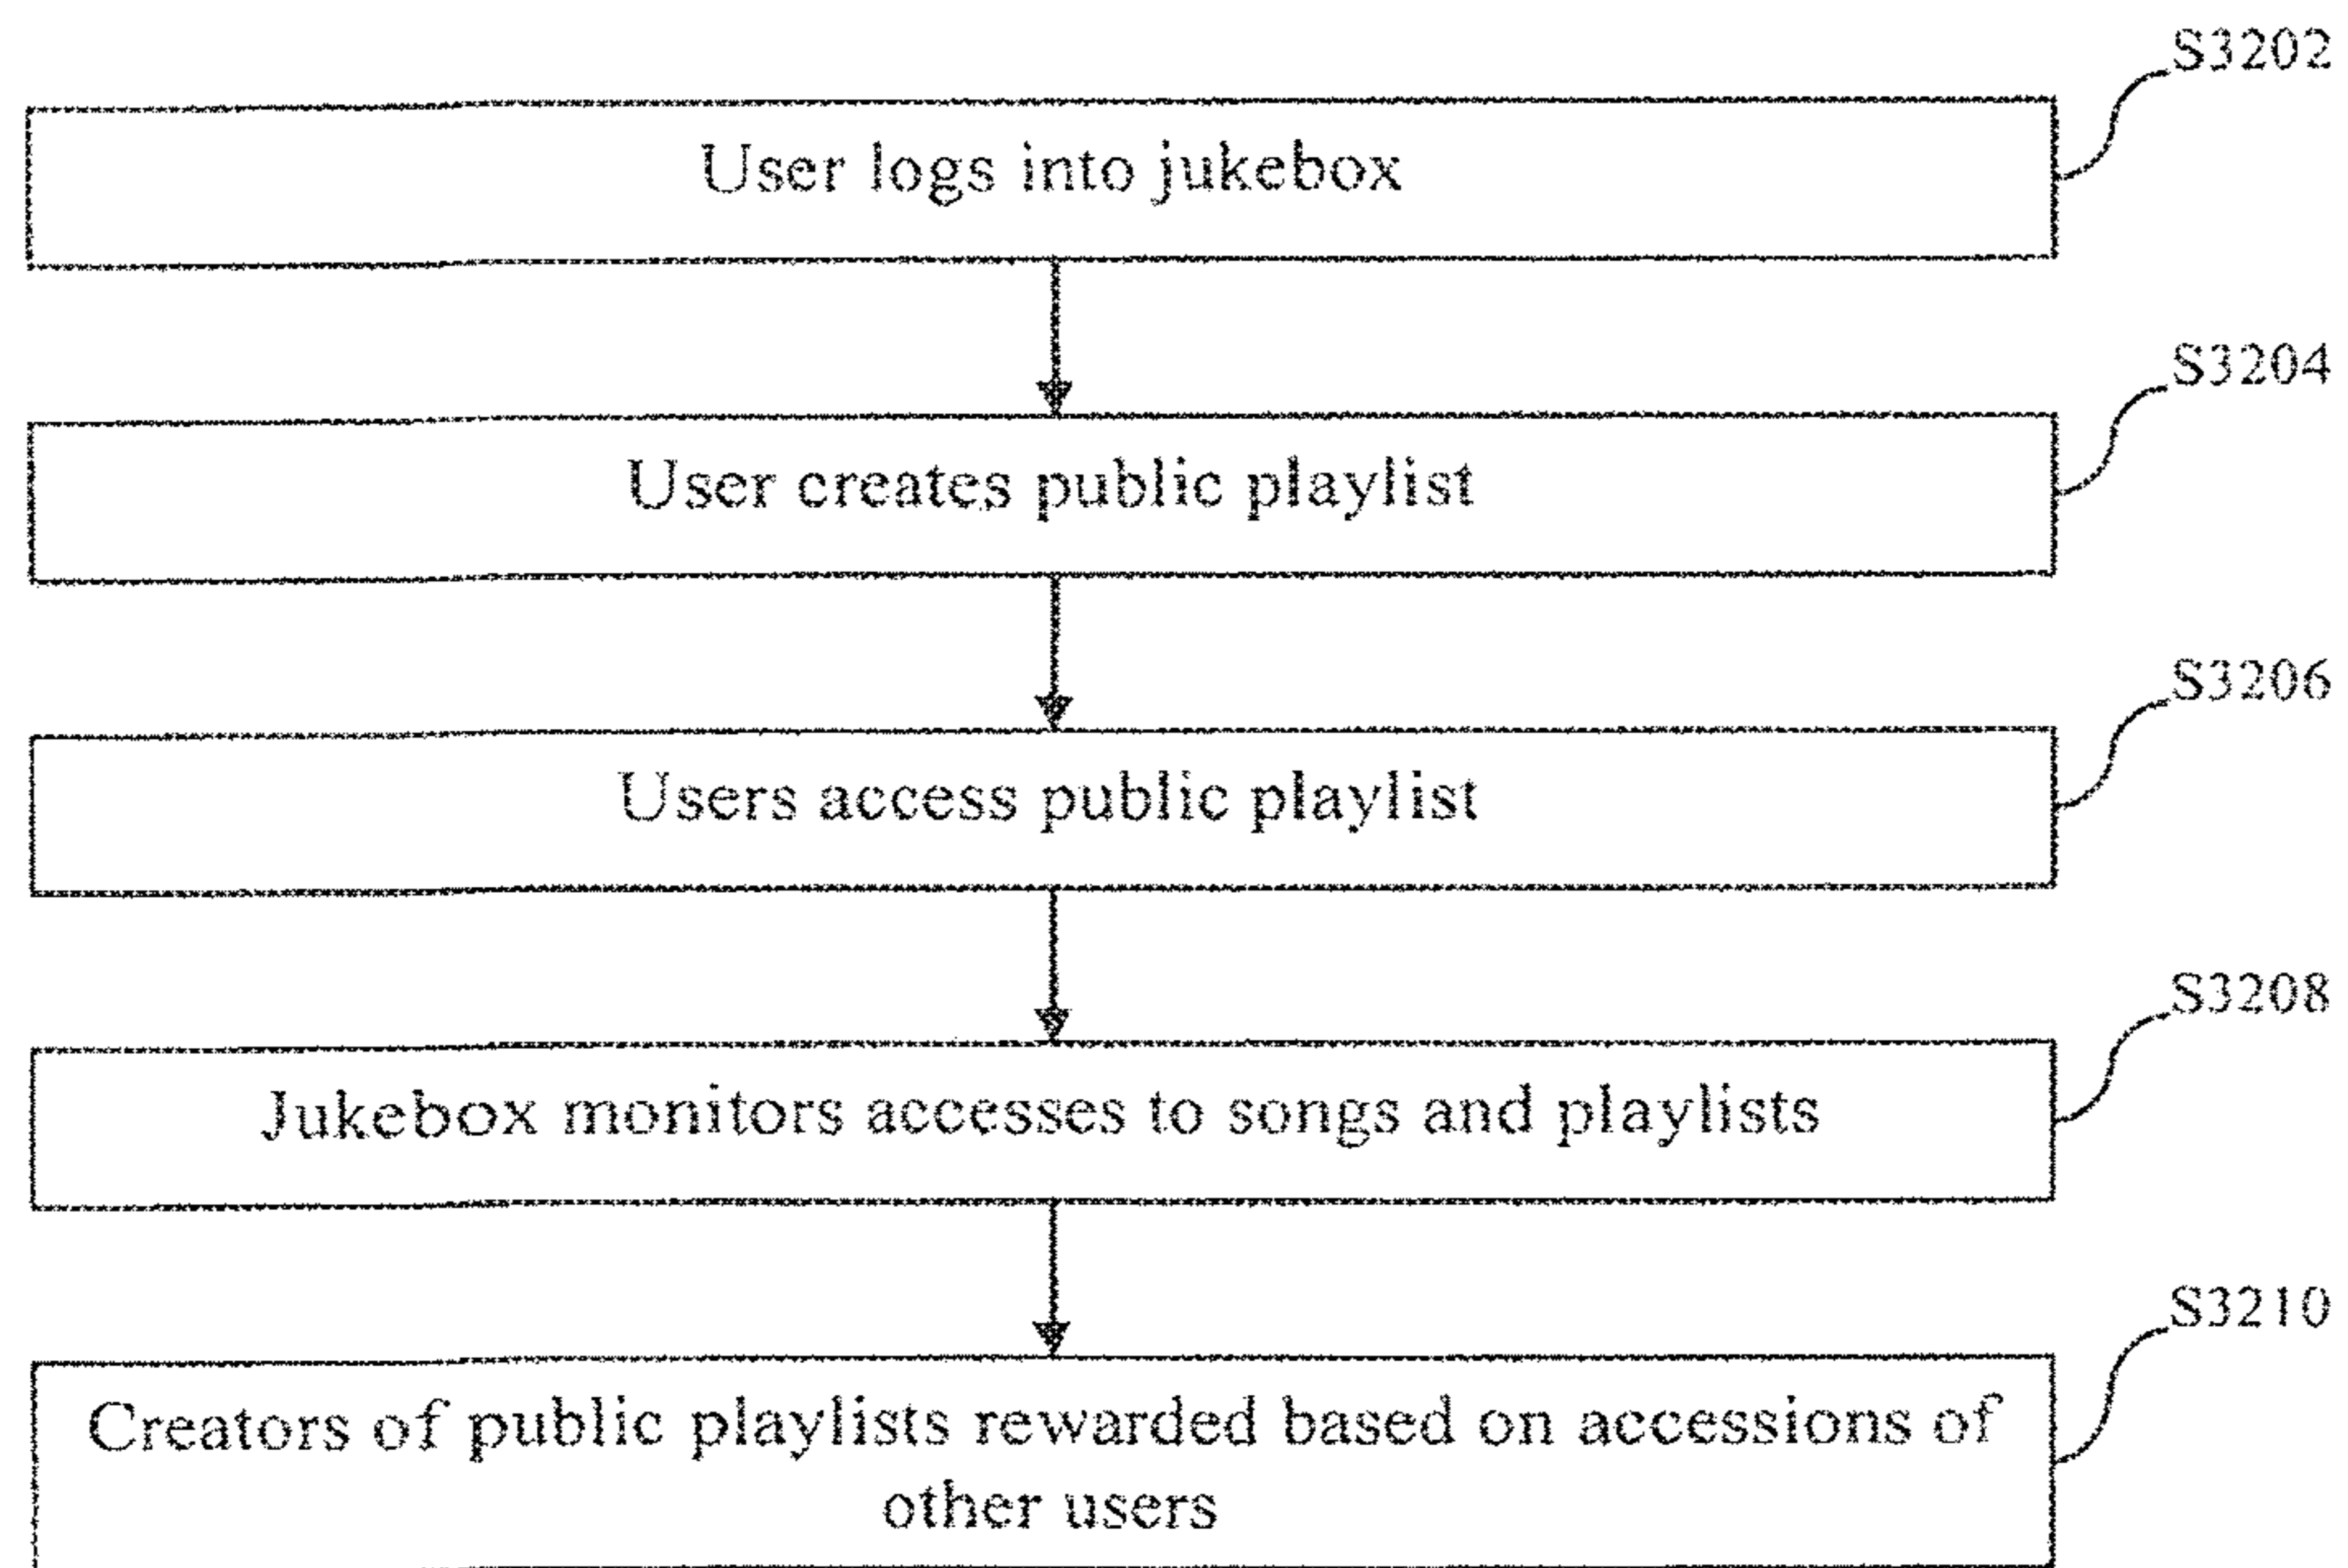 S3202
User logs into jukebox
S3204
User creates public playlist
S3206
Users access public playlist
S3208
Jukebox monitors accesses to songs and playlists
S3210
Creators of public playlists rewarded based on accessions of
other users